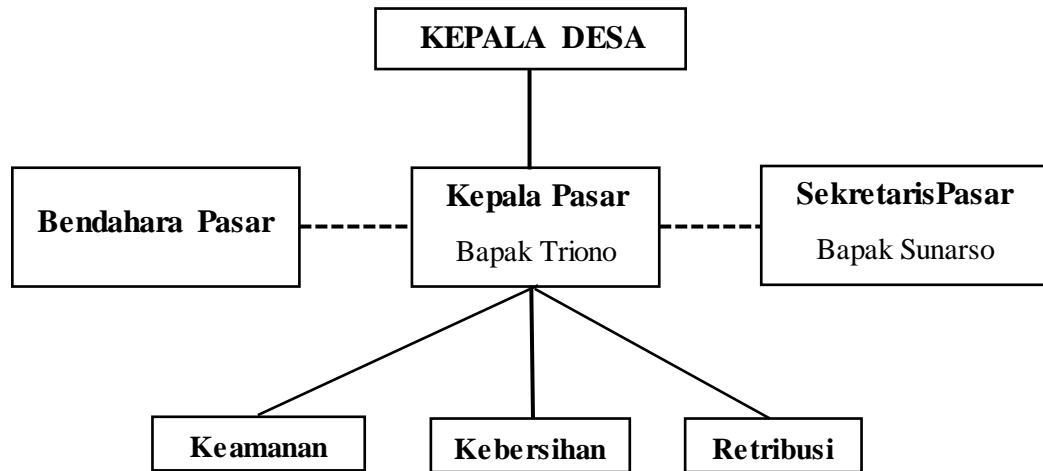 KEPALA DESA
Bendahara Pasar
Kepala Pasar
Bapak Triono
SekretarisPasar
Bapak Sunarso
Keamanan
Kebersihan
Retribusi